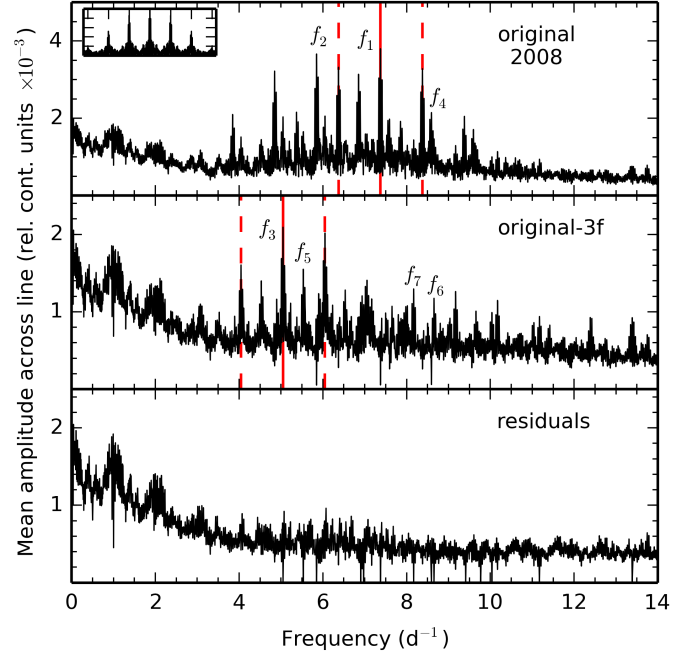 Mean amplitude across line (rel. cont. units ×10⁻³)
original
2008
5
2
f₂
f₁
f₄
original-3f
2
1
f₃
f₅
f₇
f₆
residuals
2
1
0 2 4 6 8 10 12 14
Frequency (d⁻¹)